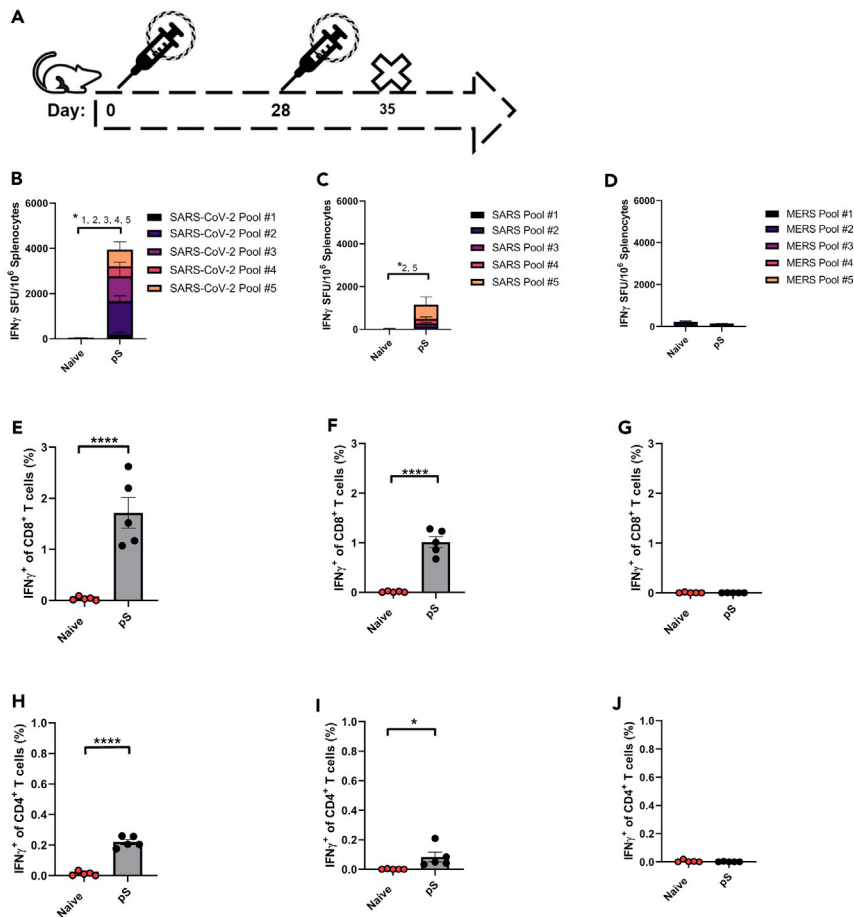 A
Day: 0 28 35
B
IFNγ SFU/10⁶ Splenocytes
6000
4000
2000
0
* 1, 2, 3, 4, 5
Naive
pS
SARS-CoV-2 Pool #1
SARS-CoV-2 Pool #2
SARS-CoV-2 Pool #3
SARS-CoV-2 Pool #4
SARS-CoV-2 Pool #5
C
IFNγ SFU/10⁶ Splenocytes
6000
4000
2000
0
*2, 5
Naive
pS
SARS Pool #1
SARS Pool #2
SARS Pool #3
SARS Pool #4
SARS Pool #5
D
IFNγ SFU/10⁶ Splenocytes
6000
4000
2000
0
Naive
pS
MERS Pool #1
MERS Pool #2
MERS Pool #3
MERS Pool #4
MERS Pool #5
E
IFNγ⁺ of CD8⁺ T cells (%)
3
2
1
0
****
Naive
pS
F
IFNγ⁺ of CD8⁺ T cells (%)
3
2
1
0
****
Naive
pS
G
IFNγ⁺ of CD8⁺ T cells (%)
3
2
1
0
Naive
pS
H
IFNγ⁺ of CD4⁺ T cells (%)
1.0
0.8
0.6
0.4
0.2
0.0
****
Naive
pS
I
IFNγ⁺ of CD4⁺ T cells (%)
1.0
0.8
0.6
0.4
0.2
0.0
*
Naive
pS
J
IFNγ⁺ of CD4⁺ T cells (%)
1.0
0.8
0.6
0.4
0.2
0.0
Naive
pS